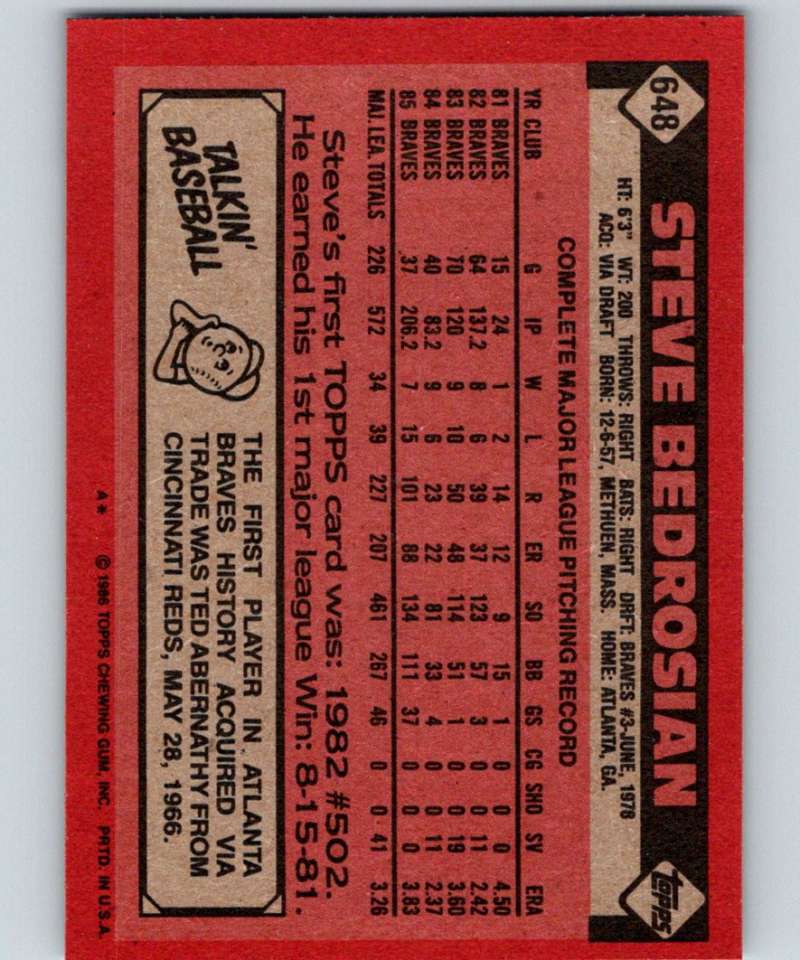 648
STEVE BEDROSIAN
Topps
HT: 6'3" WT: 200 THROWS: RIGHT BATS: RIGHT DRFT: BRAVES #3-JUNE, 1978
ACQ: VIA DRAFT BORN: 12-6-57, METHUEN, MASS. HOME: ATLANTA, GA.
COMPLETE MAJOR LEAGUE PITCHING RECORD
YR CLUB G IP W L R ER SO BB GS CG SHO SV ERA
81 BRAVES 15 24 1 2 14 12 9 15 1 0 0 0 4.50
82 BRAVES 64 137.2 8 6 39 37 123 57 3 0 0 11 2.42
83 BRAVES 70 120 9 10 50 48 114 51 1 0 0 19 3.60
84 BRAVES 40 83.2 9 6 23 22 81 33 4 0 0 11 2.37
85 BRAVES 37 206.2 7 15 101 88 134 111 37 0 0 0 3.83
MAJ. LEA. TOTALS 226 572 34 39 227 207 461 267 46 0 0 41 3.26
Steve's first TOPPS card was: 1982 #502.
He earned his 1st major league Win: 8-15-81.
TALKIN'
BASEBALL
THE FIRST PLAYER IN ATLANTA
BRAVES HISTORY ACQUIRED VIA
TRADE WAS TED ABERNATHY FROM
CINCINNATI REDS, MAY 28, 1966.
A* © 1986 TOPPS CHEWING GUM, INC. PRTD. IN U.S.A.